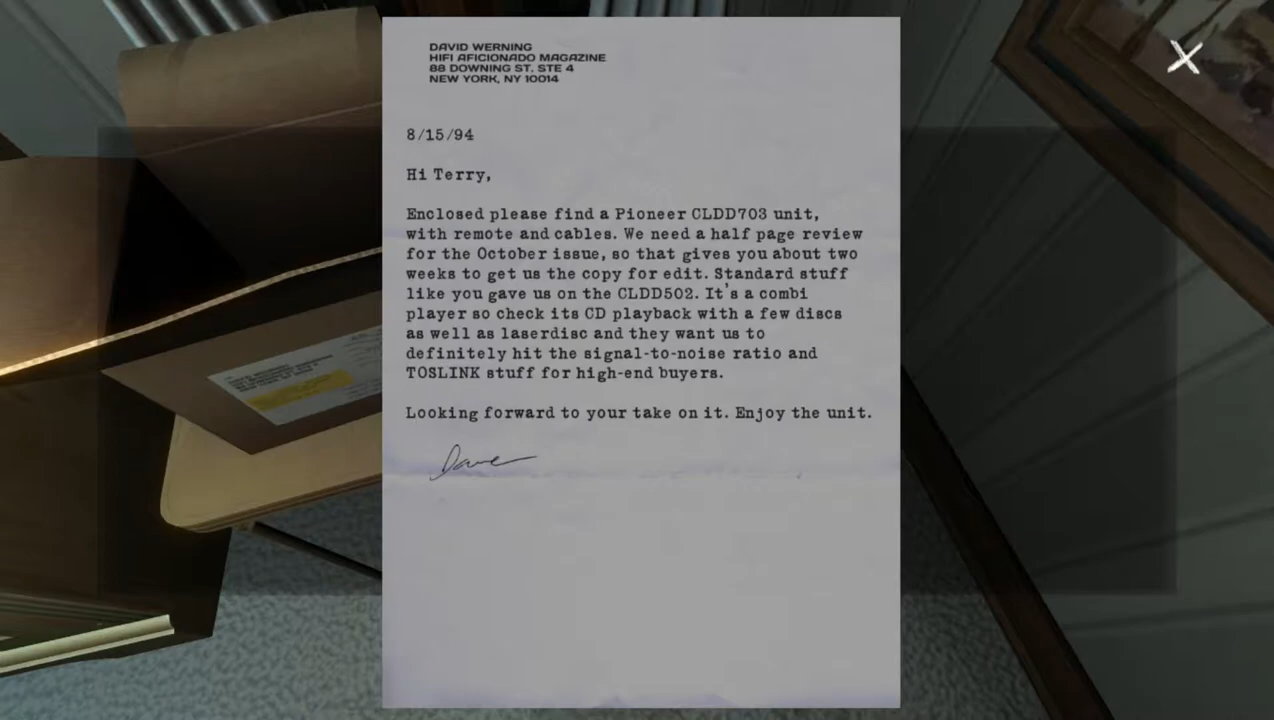 DAVID WERNING
HIFI AFICIONADO MAGAZINE
88 DOWNING ST. STE 4
NEW YORK, NY 10014
8/15/94
Hi Terry,
Enclosed please find a Pioneer CLDD703 unit,
with remote and cables. We need a half page review
for the October issue, so that gives you about two
weeks to get us the copy for edit. Standard stuff
like you gave us on the CLDD502. It's a combi
player so check its CD playback with a few discs
as well as laserdisc and they want us to
definitely hit the signal-to-noise ratio and
TOSLINK stuff for high-end buyers.
Looking forward to your take on it. Enjoy the unit.
Dave